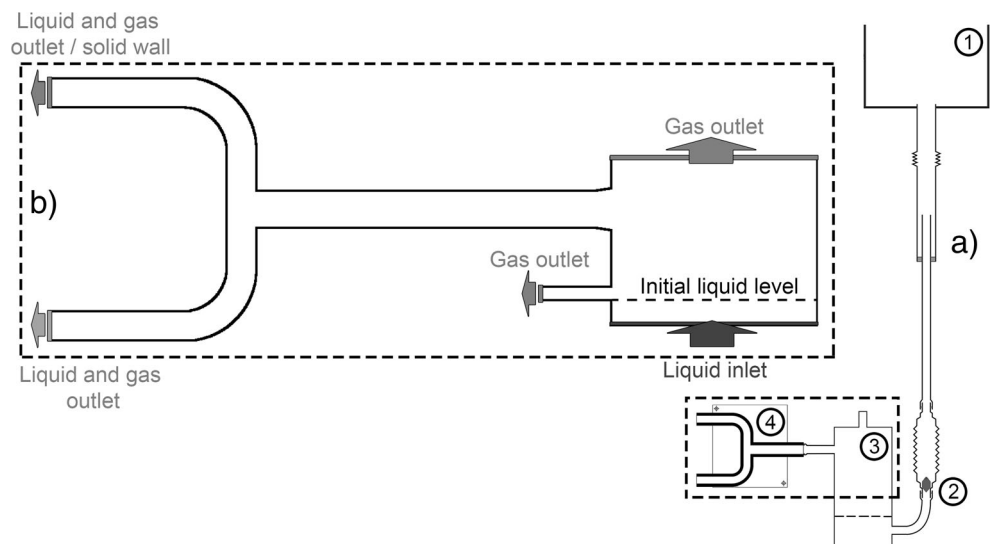 Liquid and gas
outlet / solid wall
1
Gas outlet
b)
a)
Gas outlet
Initial liquid level
Liquid and gas
outlet
Liquid inlet
4
3
2